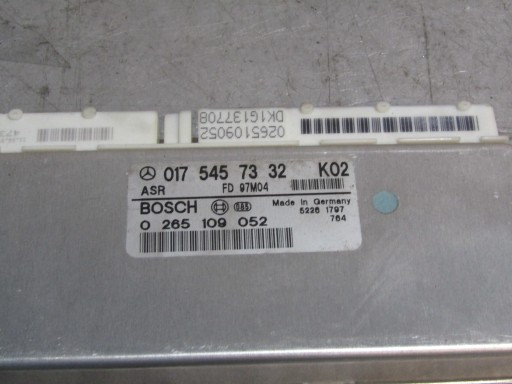 0265109052
DK1G137708
017 545 73 32 K02
ASR FD 97M04
BOSCH Made in Germany
5226 1797
0 265 109 052 764